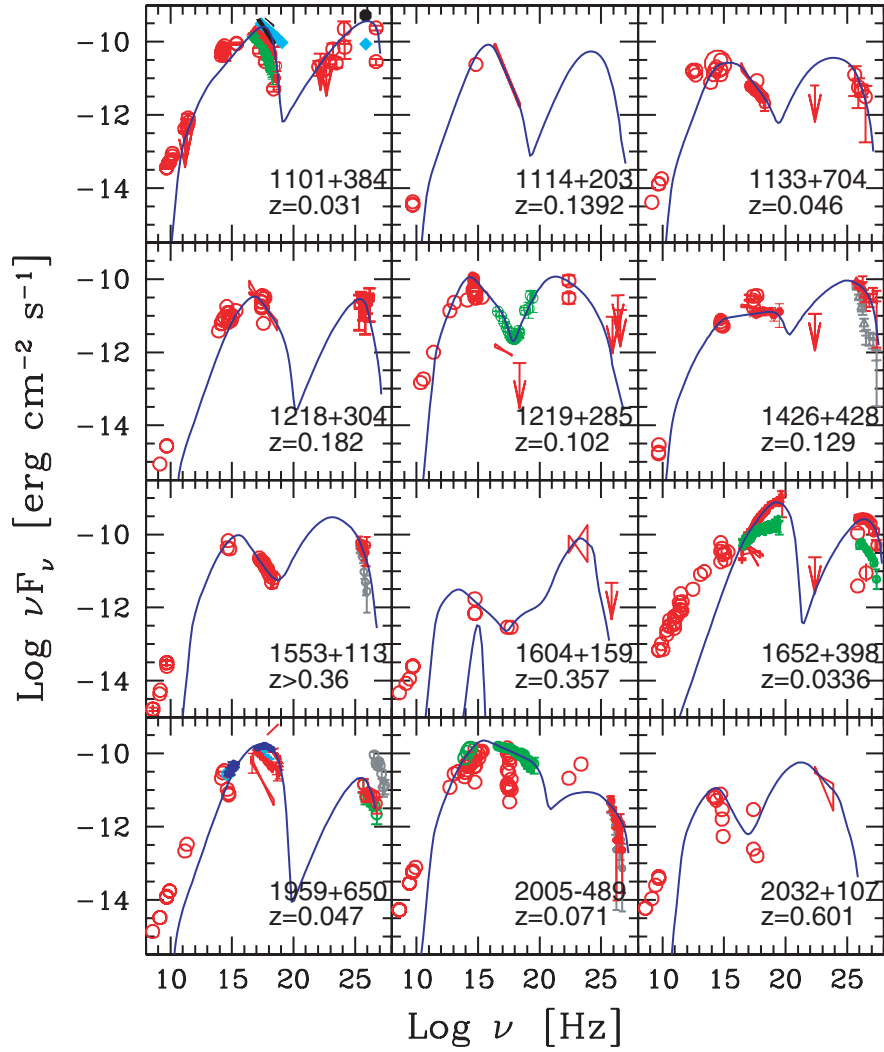 Log νFν [erg cm−2 s−1]
−10
−12
−14
1101+384
z=0.031
1114+203
z=0.1392
1133+704
z=0.046
−10
−12
−14
1218+304
z=0.182
1219+285
z=0.102
1426+428
z=0.129
−10
−12
−14
1553+113
z>0.36
1604+159
z=0.357
1652+398
z=0.0336
−10
−12
−14
1959+650
z=0.047
2005-489
z=0.071
2032+107
z=0.601
10 15 20 25 10 15 20 25 10 15 20 25
Log ν [Hz]